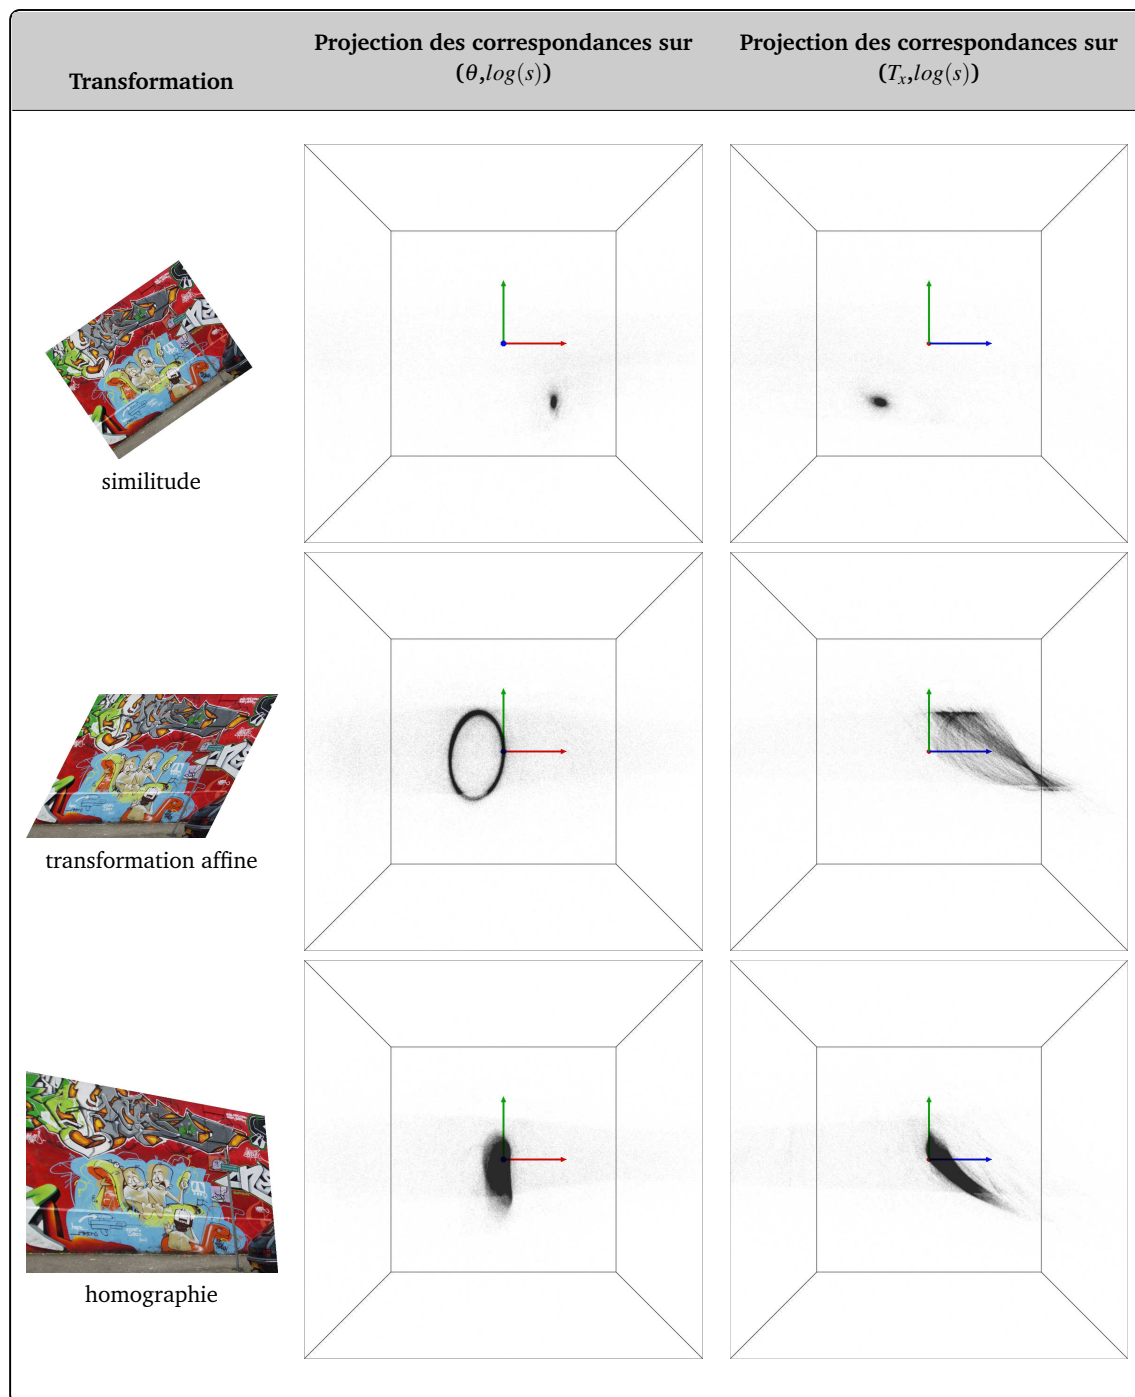 Transformation
Projection des correspondances sur
(θ,log(s))
Projection des correspondances sur
(Tₓ,log(s))
similitude
transformation affine
homographie